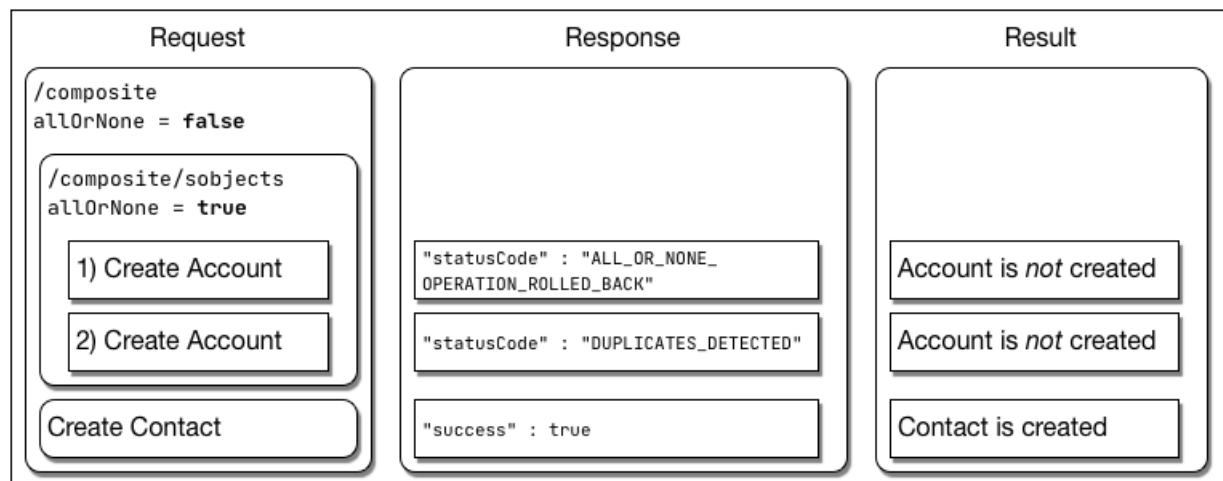 Request
Response
Result
/composite
allOrNone = false
/composite/sobjects
allOrNone = true
1) Create Account
"statusCode" : "ALL_OR_NONE_
OPERATION_ROLLED_BACK"
Account is not created
2) Create Account
"statusCode" : "DUPLICATES_DETECTED"
Account is not created
Create Contact
"success" : true
Contact is created